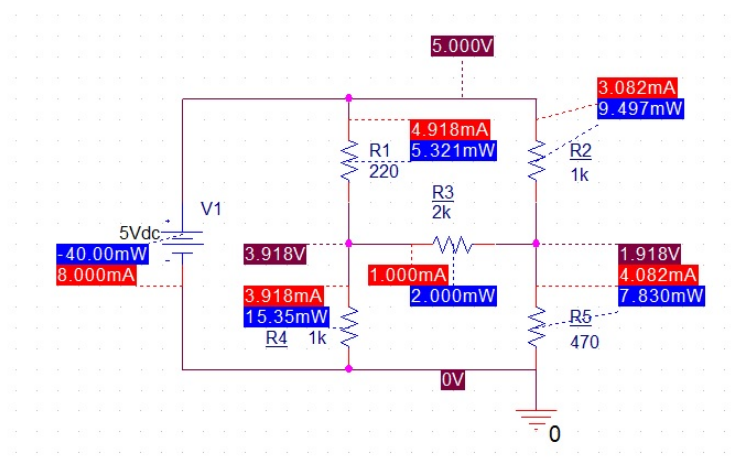 5.000V
3.082mA
9.497mW
4.918mA
5.321mW
R1
220
R2
1k
R3
2k
V1
5Vdc
-40.00mW
8.000mA
3.918V
1.918V
1.000mA
4.082mA
2.000mW
7.830mW
3.918mA
15.35mW
R4 1k
R5
470
0V
0